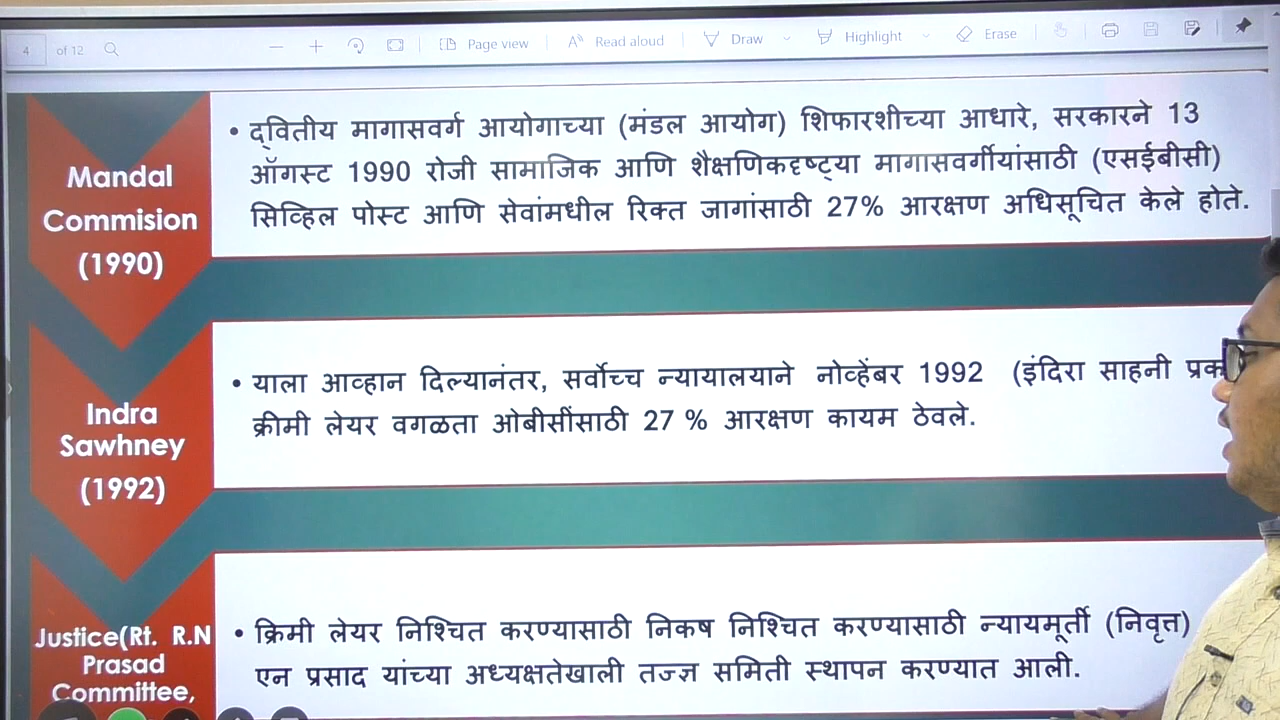 4 of 12 Page view Read aloud Draw Highlight Erase
Mandal
Commision
(1990)
• द्वितीय मागासवर्ग आयोगाच्या (मंडल आयोग) शिफारशीच्या आधारे, सरकारने 13
ऑगस्ट 1990 रोजी सामाजिक आणि शैक्षणिकदृष्ट्या मागासवर्गीयांसाठी (एसईबीसी)
सिव्हिल पोस्ट आणि सेवांमधील रिक्त जागांसाठी 27% आरक्षण अधिसूचित केले होते.
Indra
Sawhney
(1992)
• याला आव्हान दिल्यानंतर, सर्वोच्च न्यायालयाने नोव्हेंबर 1992 (इंदिरा साहनी
क्रीमी लेयर वगळता ओबीसींसाठी 27 % आरक्षण कायम ठेवले.
Justice(Rt. R.N
Prasad
Committee,
• क्रिमी लेयर निश्चित करण्यासाठी निकष निश्चित करण्यासाठी न्यायमूर्ती (निवृत्त)
एन प्रसाद यांच्या अध्यक्षतेखाली तज्ज्ञ समिती स्थापन करण्यात आली.